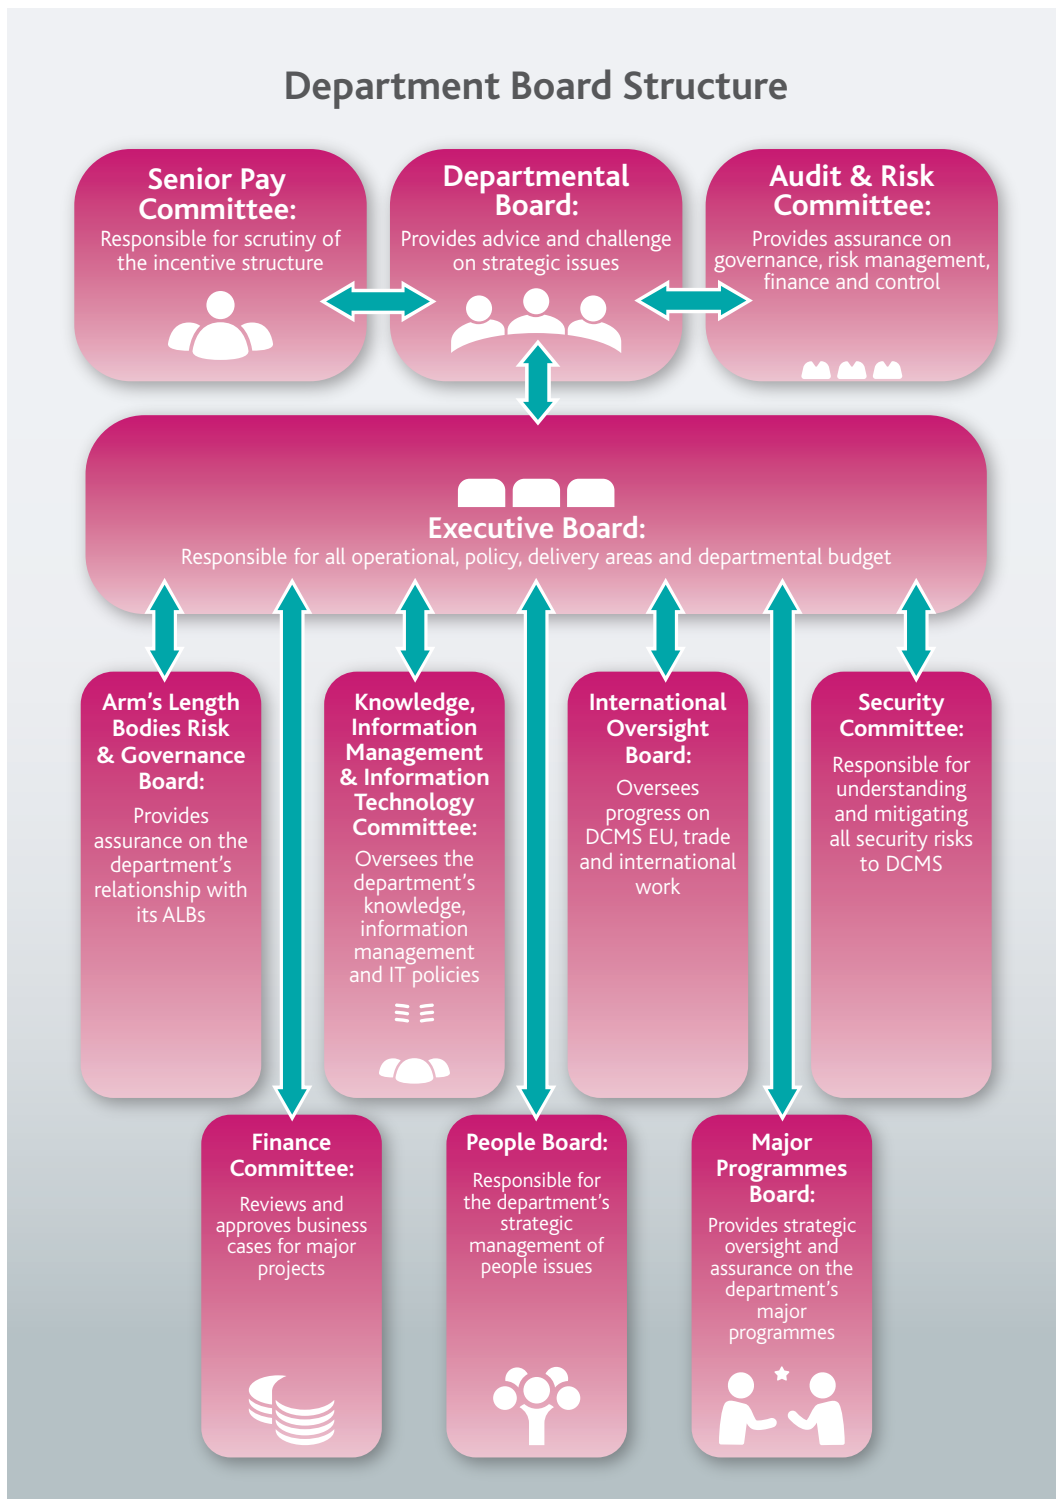 Department Board Structure
Senior Pay
Committee:
Responsible for scrutiny of
the incentive structure
Departmental
Board:
Provides advice and challenge
on strategic issues
Audit & Risk
Committee:
Provides assurance on
governance, risk management,
finance and control
Executive Board:
Responsible for all operational, policy, delivery areas and departmental budget
Arm's Length
Bodies Risk
& Governance
Board:
Provides
assurance on the
department's
relationship with
its ALBs
Knowledge,
Information
Management
& Information
Technology
Committee:
Oversees the
department's
knowledge,
information
management
and IT policies
International
Oversight
Board:
Oversees
progress on
DCMS EU, trade
and international
work
Security
Committee:
Responsible for
understanding
and mitigating
all security risks
to DCMS
Finance
Committee:
Reviews and
approves business
cases for major
projects
People Board:
Responsible for
the department's
strategic
management of
people issues
Major
Programmes
Board:
Provides strategic
oversight and
assurance on the
department's
major
programmes